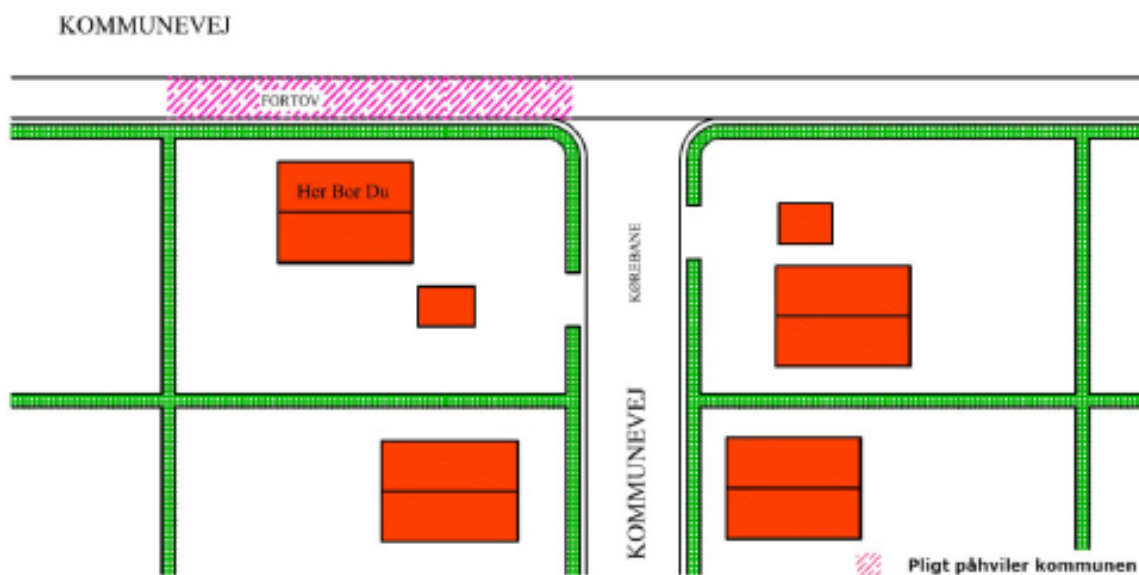 KOMMUNEVEJ
FORTOV
Her Bor Du
KØREBANE
KOMMUNEVEJ
Pligt påhviler kommunen